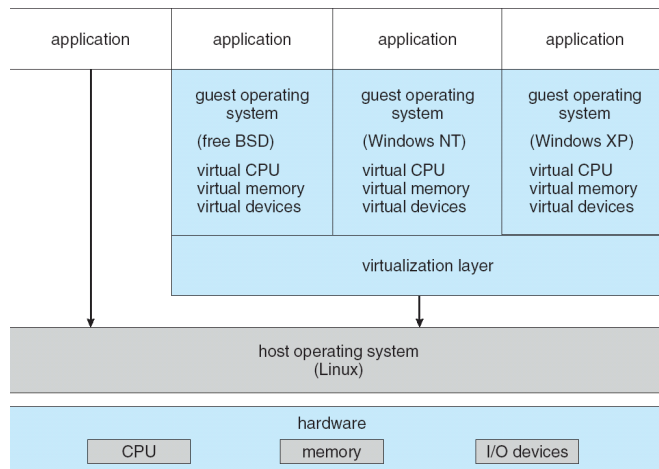 application
application
application
application
guest operating
system
(free BSD)
virtual CPU
virtual memory
virtual devices
guest operating
system
(Windows NT)
virtual CPU
virtual memory
virtual devices
guest operating
system
(Windows XP)
virtual CPU
virtual memory
virtual devices
virtualization layer
host operating system
(Linux)
hardware
CPU
memory
I/O devices